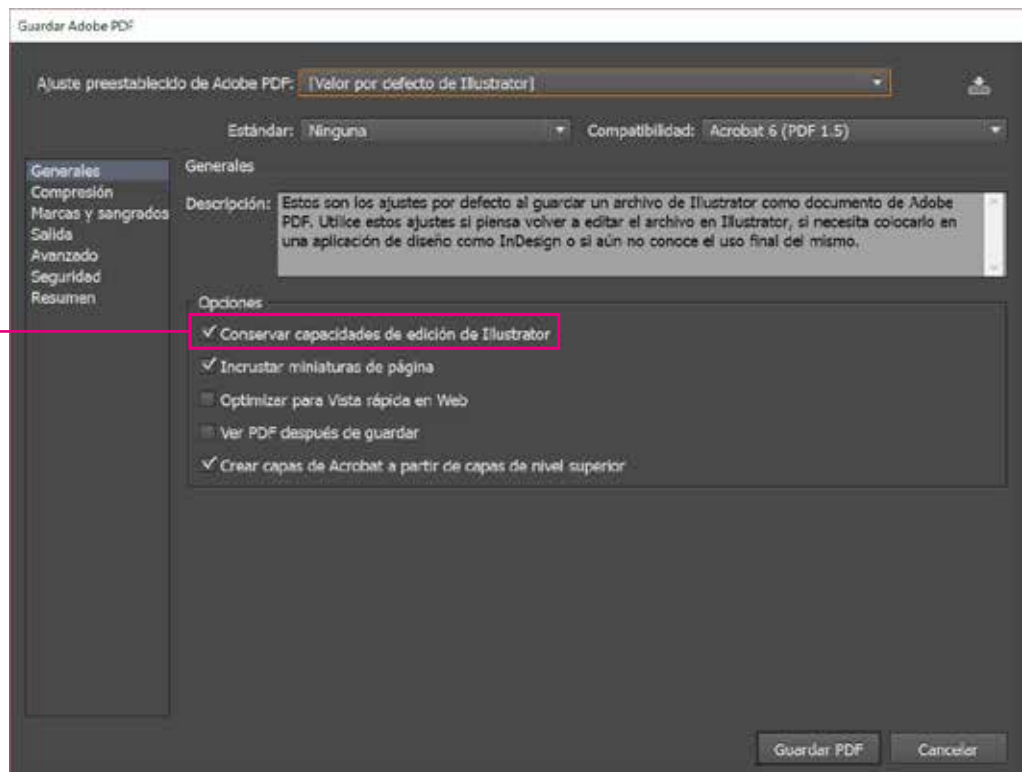 Guardar Adobe PDF
Ajuste preestablecido de Adobe PDF: [Valor por defecto de Illustrator]
Estándar: Ninguna Compatibilidad: Acrobat 6 (PDF 1.5)
Generales
Compresión
Marcas y sangrados
Salida
Avanzado
Seguridad
Resumen
Generales
Descripción: Estos son los ajustes por defecto al guardar un archivo de Illustrator como documento de Adobe
PDF. Utilice estos ajustes si piensa volver a editar el archivo en Illustrator, si necesita colocarlo en
una aplicación de diseño como InDesign o si aún no conoce el uso final del mismo.
Opciones
Conservar capacidades de edición de Illustrator
Incrustar miniaturas de página
Optimizar para Vista rápida en Web
Ver PDF después de guardar
Crear capas de Acrobat a partir de capas de nivel superior
Guardar PDF Cancelar